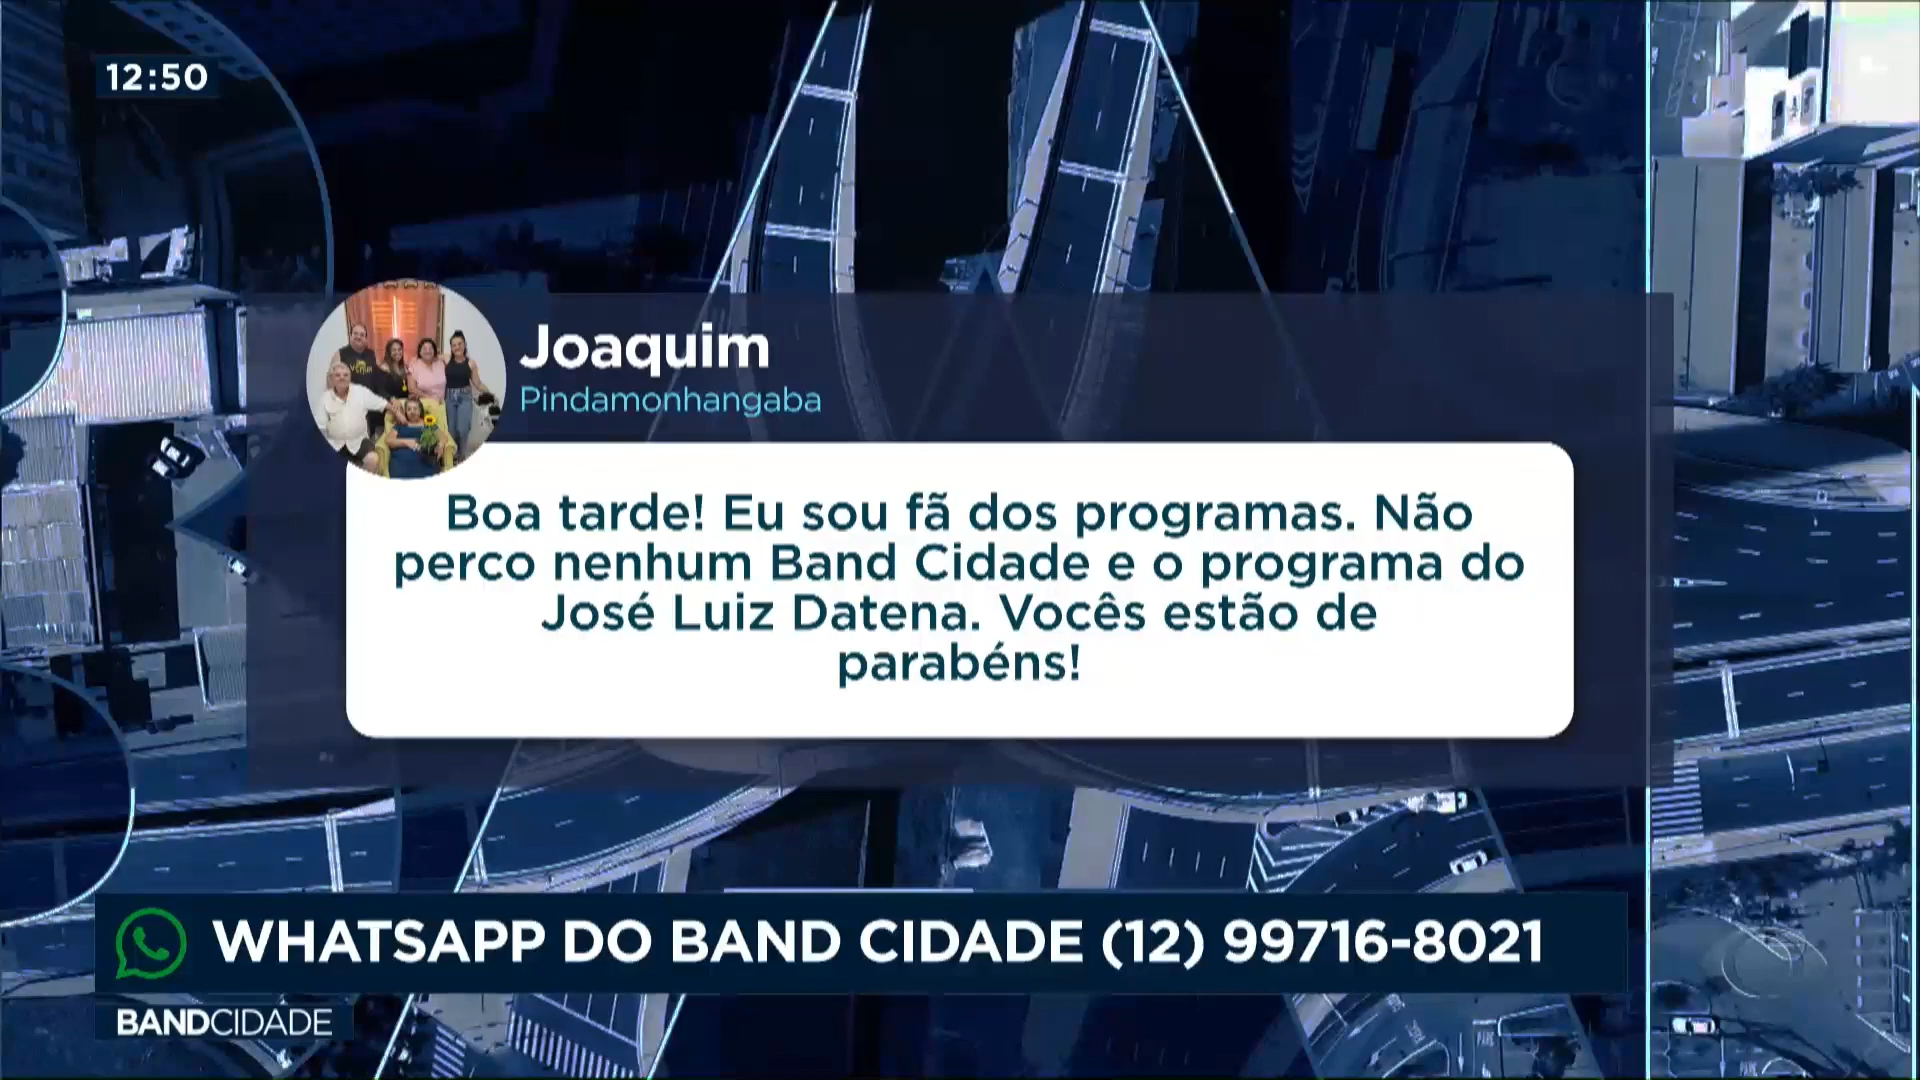 12:50
Joaquim
Pindamonhangaba
Boa tarde! Eu sou fã dos programas. Não
perco nenhum Band Cidade e o programa do
José Luiz Datena. Vocês estão de
parabéns!
WHATSAPP DO BAND CIDADE (12) 99716-8021
BANDCIDADE